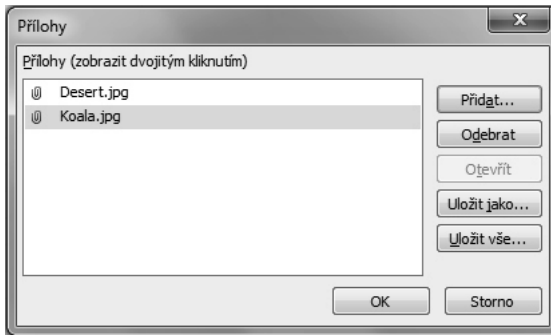 Přílohy
Přílohy (zobrazit dvojitým kliknutím)
Desert.jpg
Koala.jpg
Přidat...
Odebrat
Otevřít
Uložit jako...
Uložit vše...
OK
Storno